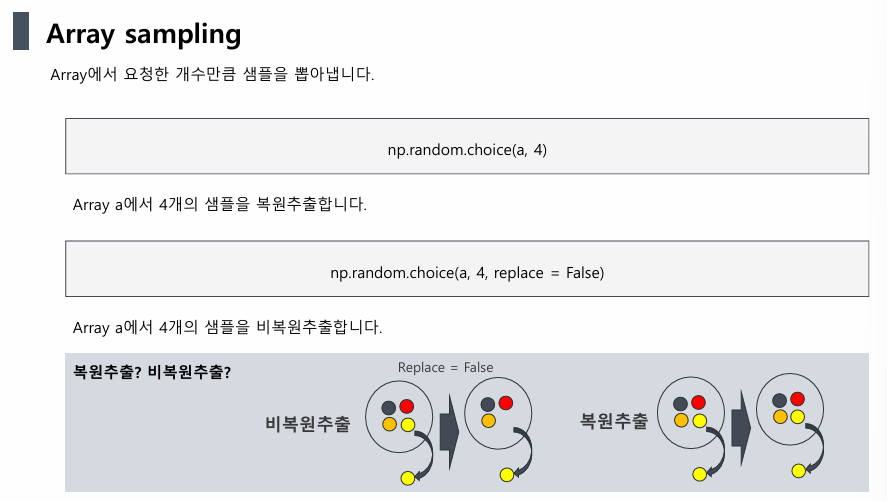 Array sampling
Array에서 요청한 개수만큼 샘플을 뽑아냅니다.
np.random.choice(a, 4)
Array a에서 4개의 샘플을 복원추출합니다.
np.random.choice(a, 4, replace = False)
Array a에서 4개의 샘플을 비복원추출합니다.
복원추출? 비복원추출?
Replace = False
비복원추출
복원추출